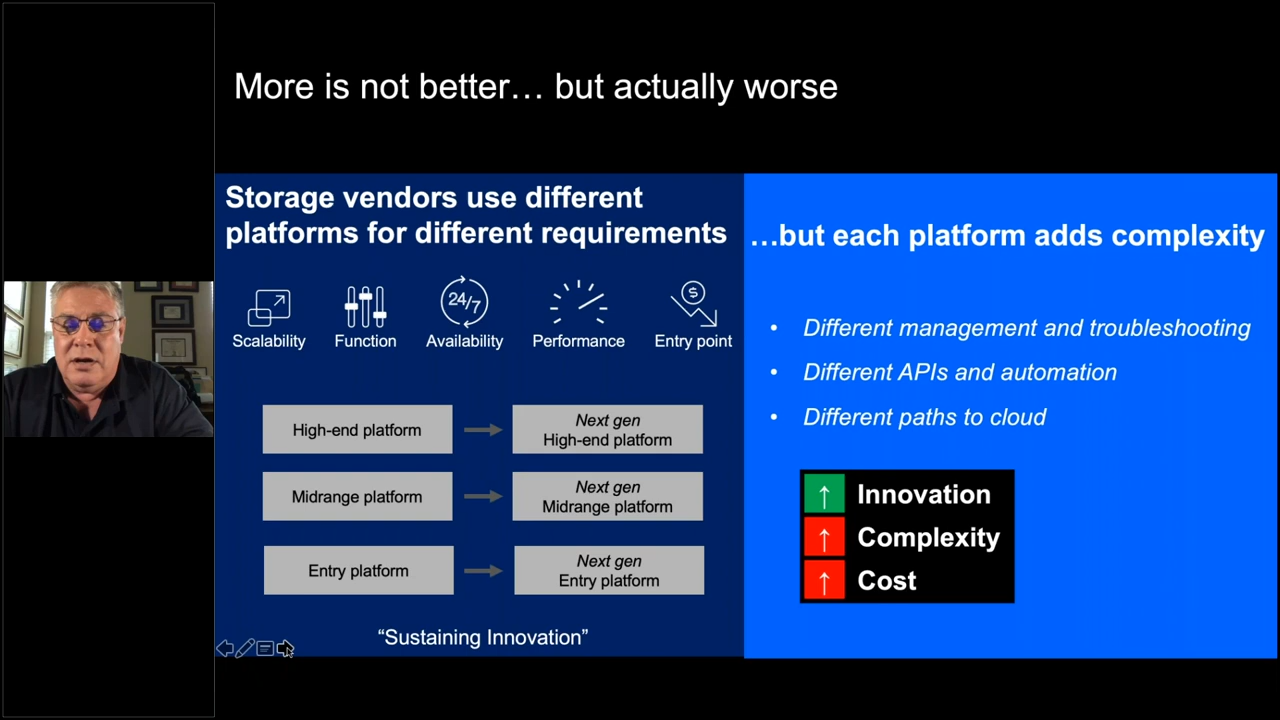 More is not better… but actually worse
Storage vendors use different
platforms for different requirements
24/7
$
Scalability
Function
Availability
Performance
Entry point
High-end platform
Next gen
High-end platform
Midrange platform
Next gen
Midrange platform
Entry platform
Next gen
Entry platform
“Sustaining Innovation”
…but each platform adds complexity
• Different management and troubleshooting
• Different APIs and automation
• Different paths to cloud
↑ Innovation
↑ Complexity
↑ Cost